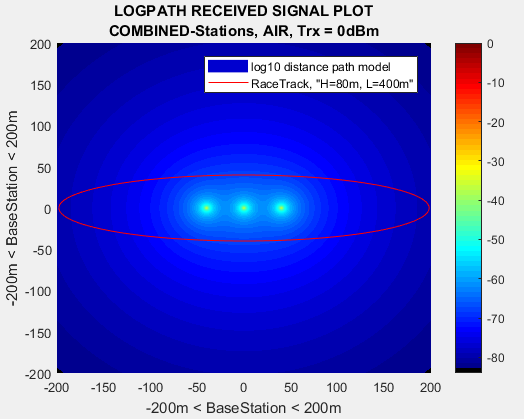 LOGPATH RECEIVED SIGNAL PLOT
COMBINED-Stations, AIR, Trx = 0dBm
log10 distance path model
RaceTrack, "H=80m, L=400m"
200
150
100
50
0
-50
-100
-150
-200
-200m < BaseStation < 200m
-200 -150 -100 -50 0 50 100 150 200
-200m < BaseStation < 200m
0
-10
-20
-30
-40
-50
-60
-70
-80